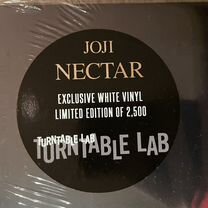 JOJI
NECTAR
EXCLUSIVE WHITE VINYL
LIMITED EDITION OF 2,500
TURNTABLE LAB
TURNTABLE LAB